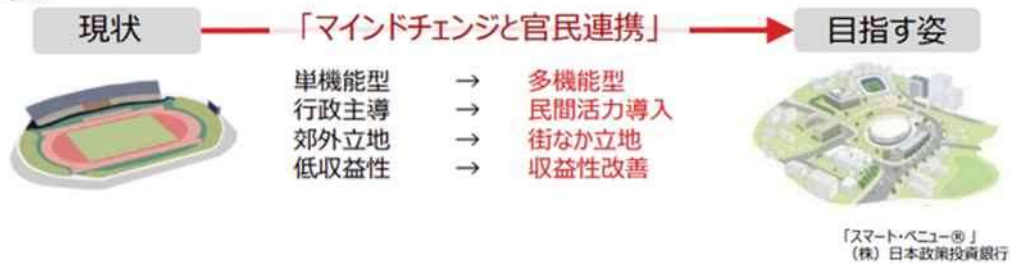 現状
「マインドチェンジと官民連携」
目指す姿
単機能型 → 多機能型
行政主導 → 民間活力導入
郊外立地 → 街なか立地
低収益性 → 収益性改善
「スマート・ベニュー®」
（株）日本政策投資銀行